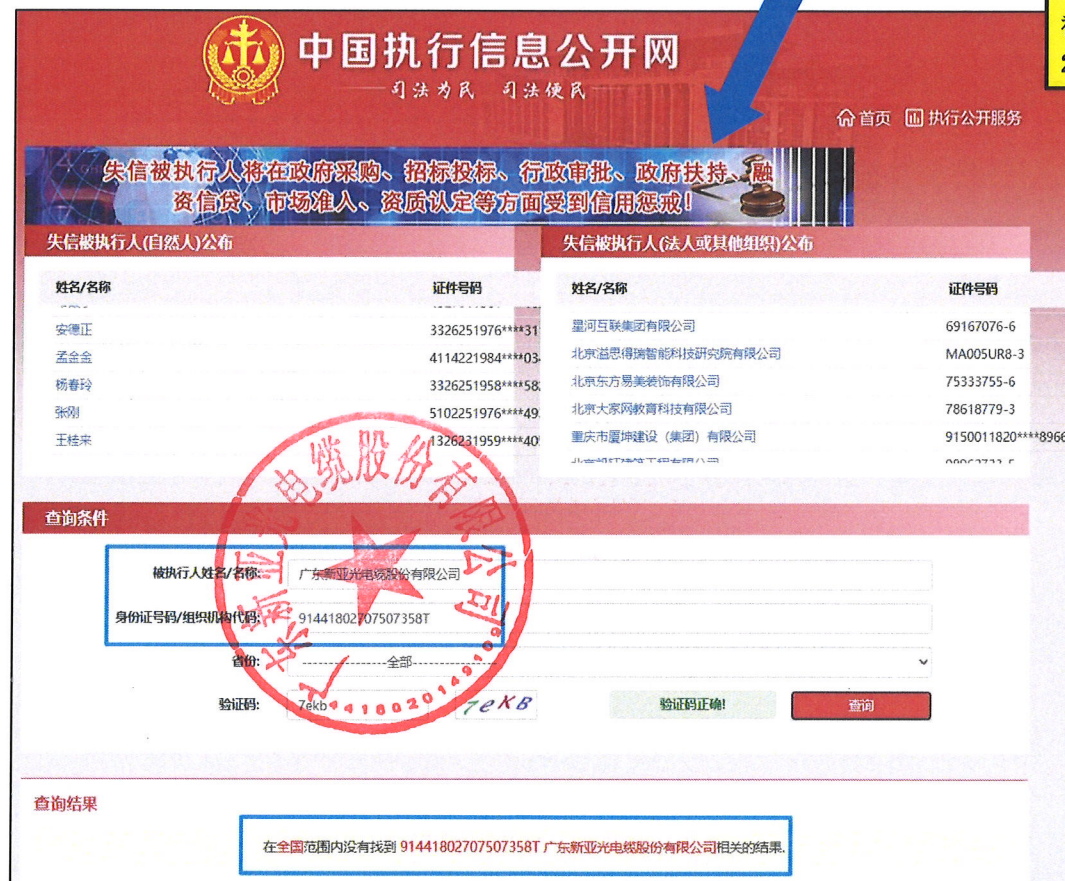 中国执行信息公开网
司法为民 司法便民
首页 执行公开服务
失信被执行人将在政府采购、招标投标、行政审批、政府扶持、融
资信贷、市场准入、资质认定等方面受到信用惩戒!
失信被执行人(自然人)公布
姓名/名称 证件号码
安德正 3326251976****31
孟金金 4114221984****034
杨春玲 3326251958****58
张刚 5102251976****49
王桂来 1326231959****40
失信被执行人(法人或其他组织)公布
姓名/名称 证件号码
星河互联集团有限公司 69167076-6
北京溢思得瑞智能科技研究院有限公司 MA005UR8-3
北京东方易美装饰有限公司 75333755-6
北京大家网教育科技有限公司 78618779-3
重庆市厦坤建设(集团)有限公司 9150011820****8966
查询条件
被执行人姓名/名称: 广东新亚光电缆股份有限公司
身份证号码/组织机构代码: 91441802707507358T
省份: ----------------全部----------------
验证码: 7ekb 7eKB 验证码正确! 查询
广东新亚光电缆股份有限公司
4418020149109
查询结果
在全国范围内没有找到 91441802707507358T 广东新亚光电缆股份有限公司相关的结果.